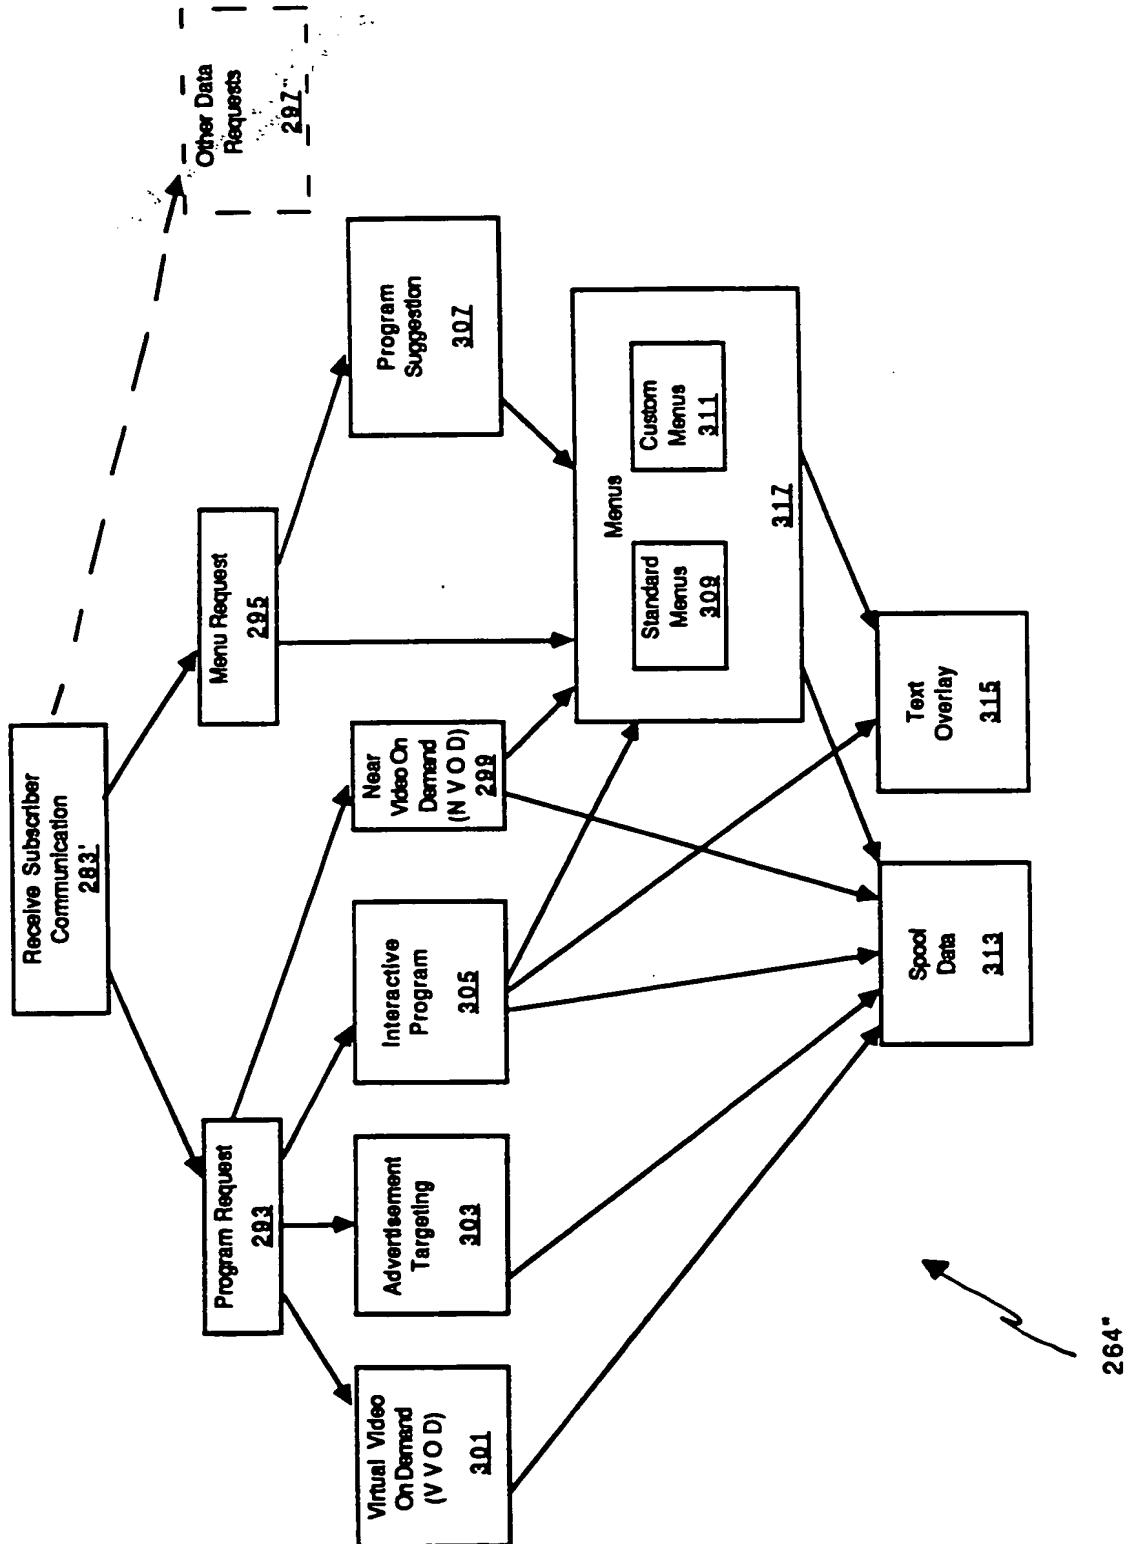 Receive Subscriber
Communication
283'
Other Data
Requests
297
Program Request
293
Menu Request
295
Virtual Video
On Demand
(V V O D)
301
Advertisement
Targeting
303
Interactive
Program
305
Near
Video On
Demand
(N V O D)
299
Program
Suggestion
307
Menus
Standard
Menus
309
Custom
Menus
311
317
Spool
Data
313
Text
Overlay
315
264"